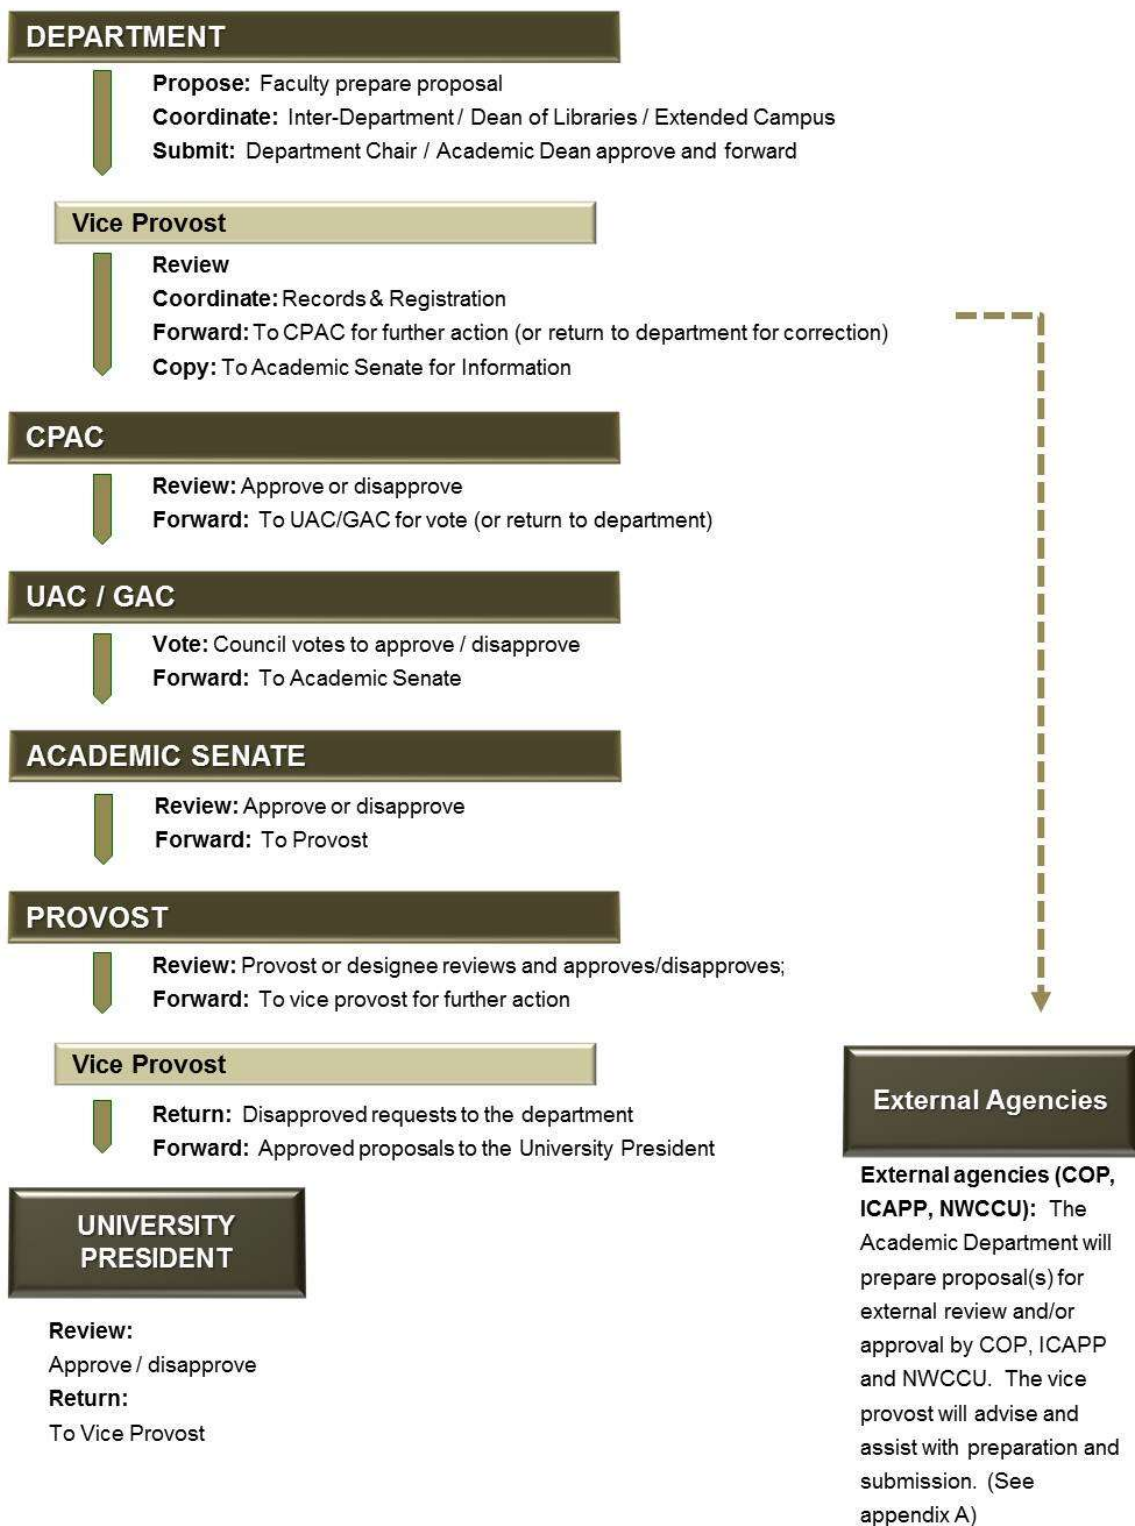 DEPARTMENT
Propose: Faculty prepare proposal
Coordinate: Inter-Department / Dean of Libraries / Extended Campus
Submit: Department Chair / Academic Dean approve and forward
Vice Provost
Review
Coordinate: Records & Registration
Forward: To CPAC for further action (or return to department for correction)
Copy: To Academic Senate for Information
CPAC
Review: Approve or disapprove
Forward: To UAC/GAC for vote (or return to department)
UAC / GAC
Vote: Council votes to approve / disapprove
Forward: To Academic Senate
ACADEMIC SENATE
Review: Approve or disapprove
Forward: To Provost
PROVOST
Review: Provost or designee reviews and approves/disapproves;
Forward: To vice provost for further action
Vice Provost
Return: Disapproved requests to the department
Forward: Approved proposals to the University President
UNIVERSITY
PRESIDENT
Review:
Approve / disapprove
Return:
To Vice Provost
External Agencies
External agencies (COP,
ICAPP, NWCCU): The
Academic Department will
prepare proposal(s) for
external review and/or
approval by COP, ICAPP
and NWCCU. The vice
provost will advise and
assist with preparation and
submission. (See
appendix A)